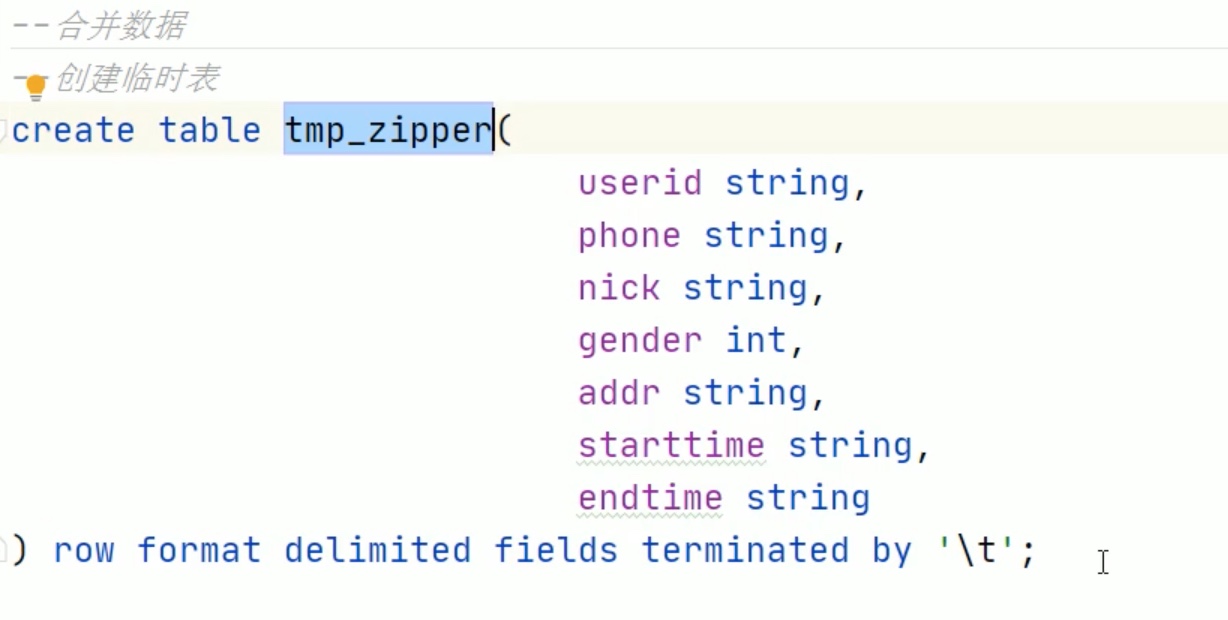 --合并数据
--创建临时表
create table tmp_zipper(
userid string,
phone string,
nick string,
gender int,
addr string,
starttime string,
endtime string
) row format delimited fields terminated by '\t';